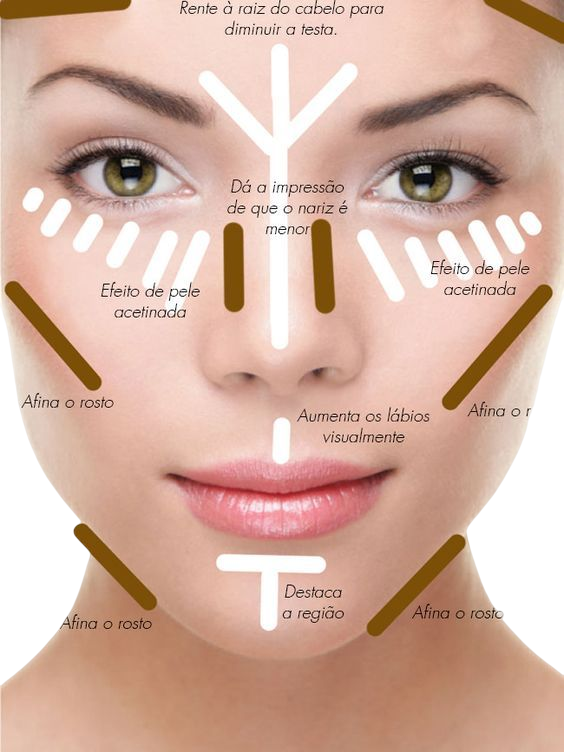 Rente à raiz do cabelo para
diminuir a testa.
Dá a impressão
de que o nariz é
menor
Efeito de pele
acetinada
Efeito de pele
acetinada
Afina o rosto
Afina o r
Aumenta os lábios
visualmente
Destaca
a região
Afina o rosto
Afina o rosto